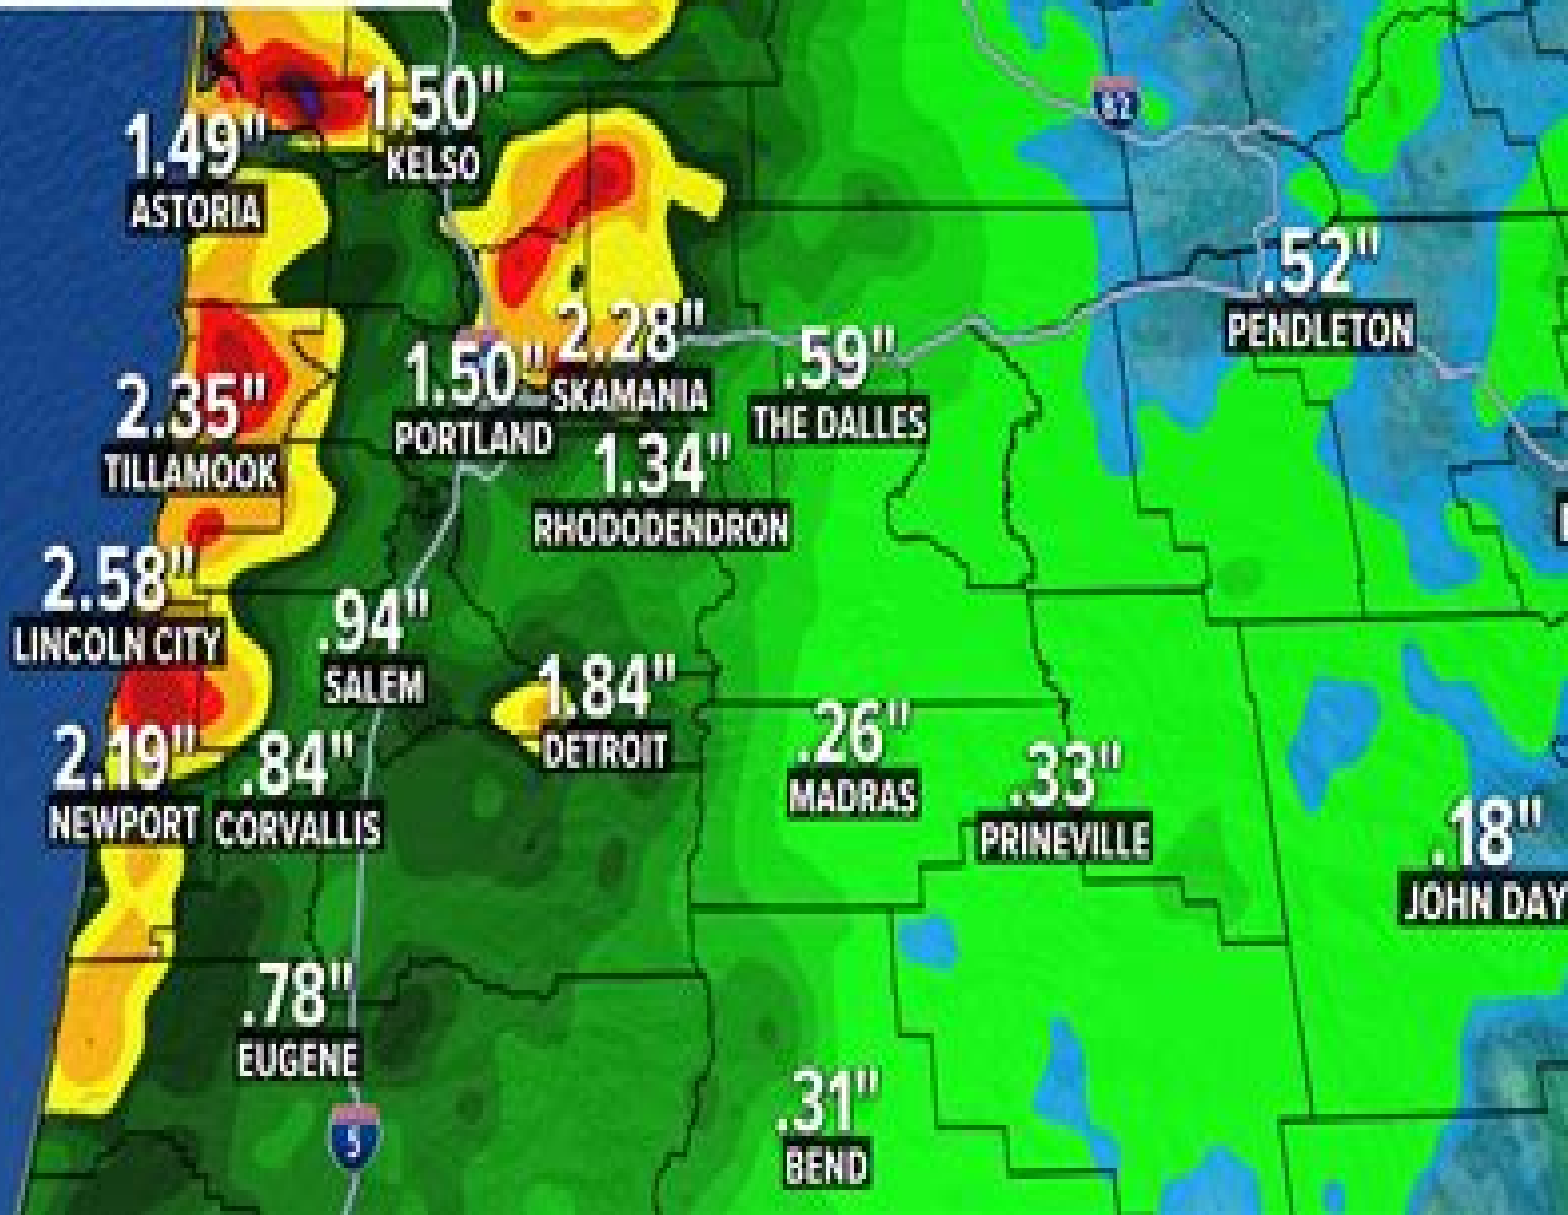 1.50"
KELSO
1.49"
ASTORIA
82
.52"
PENDLETON
2.28"
SKAMANIA
1.50"
PORTLAND
.59"
THE DALLES
2.35"
TILLAMOOK
1.34"
RHODODENDRON
2.58"
LINCOLN CITY
.94"
SALEM
1.84"
DETROIT
2.19"
NEWPORT
.84"
CORVALLIS
.26"
MADRAS
.33"
PRINEVILLE
.18"
JOHN DAY
.78"
EUGENE
.31"
BEND
5